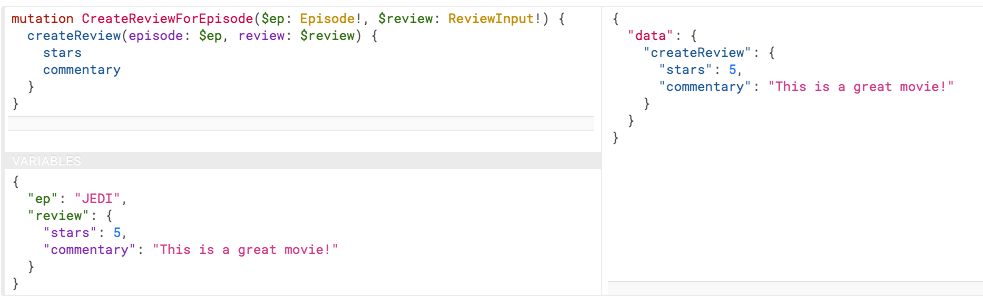 mutation CreateReviewForEpisode($ep: Episode!, $review: ReviewInput!) {
  createReview(episode: $ep, review: $review) {
    stars
    commentary
  }
}
VARIABLES
{
  "ep": "JEDI",
  "review": {
    "stars": 5,
    "commentary": "This is a great movie!"
  }
}
{
  "data": {
    "createReview": {
      "stars": 5,
      "commentary": "This is a great movie!"
    }
  }
}